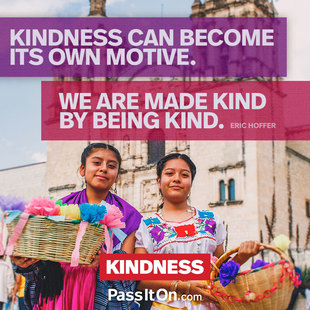 KINDNESS CAN BECOME
ITS OWN MOTIVE.
WE ARE MADE KIND
BY BEING KIND. ERIC HOFFER
KINDNESS
PassItOn.com